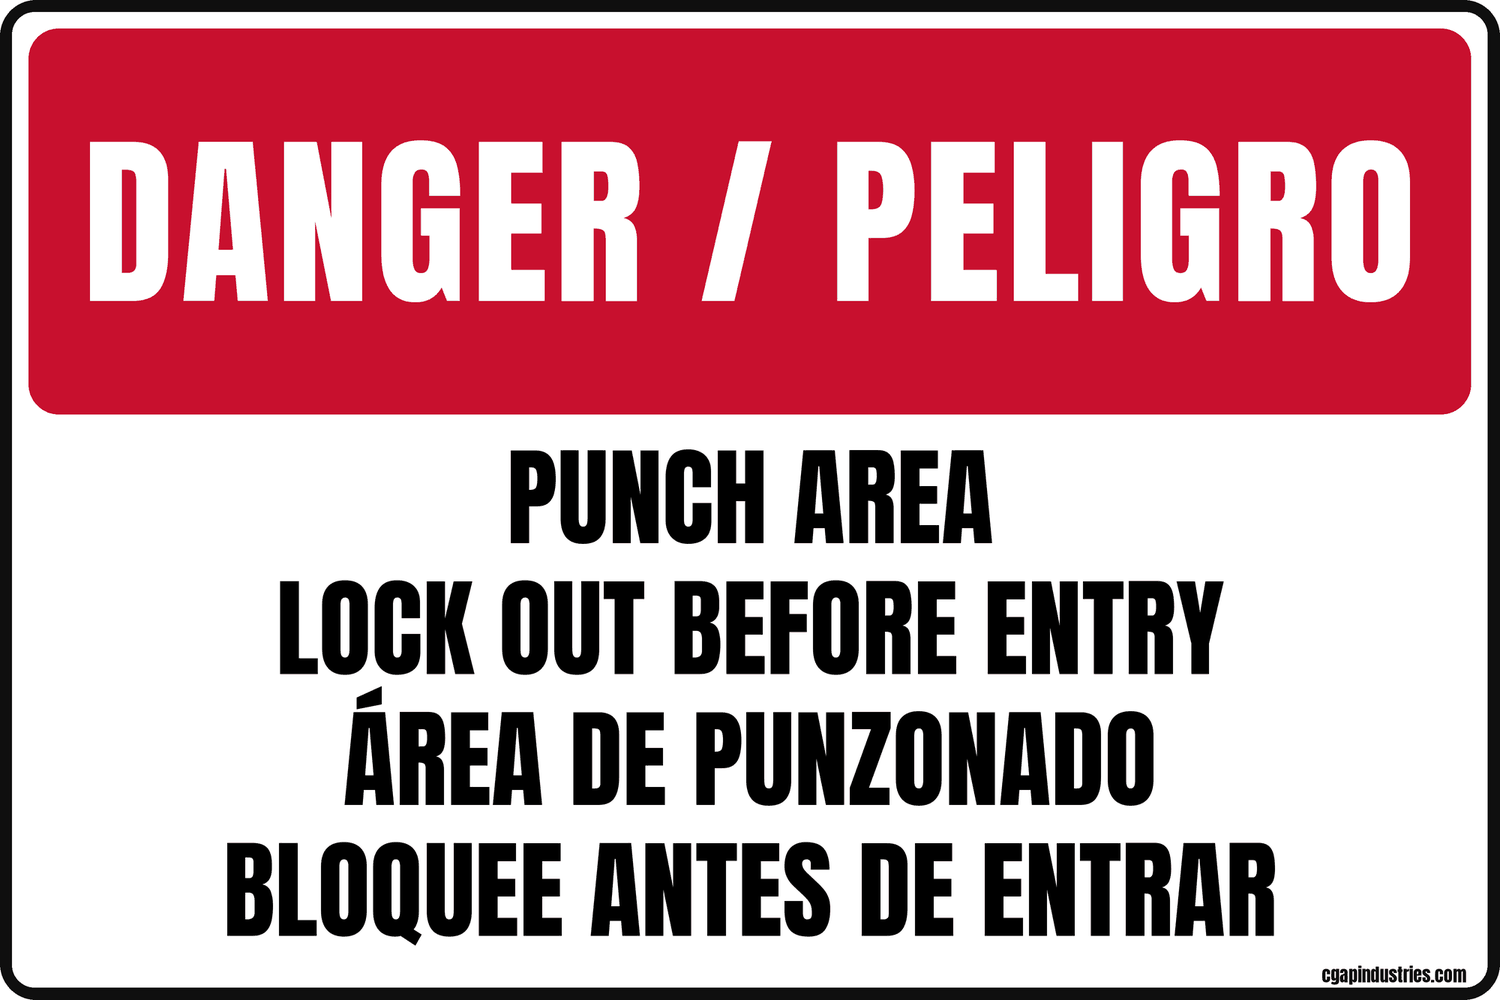 DANGER / PELIGRO
PUNCH AREA
LOCK OUT BEFORE ENTRY
ÁREA DE PUNZONADO
BLOQUEE ANTES DE ENTRAR
cgapindustries.com